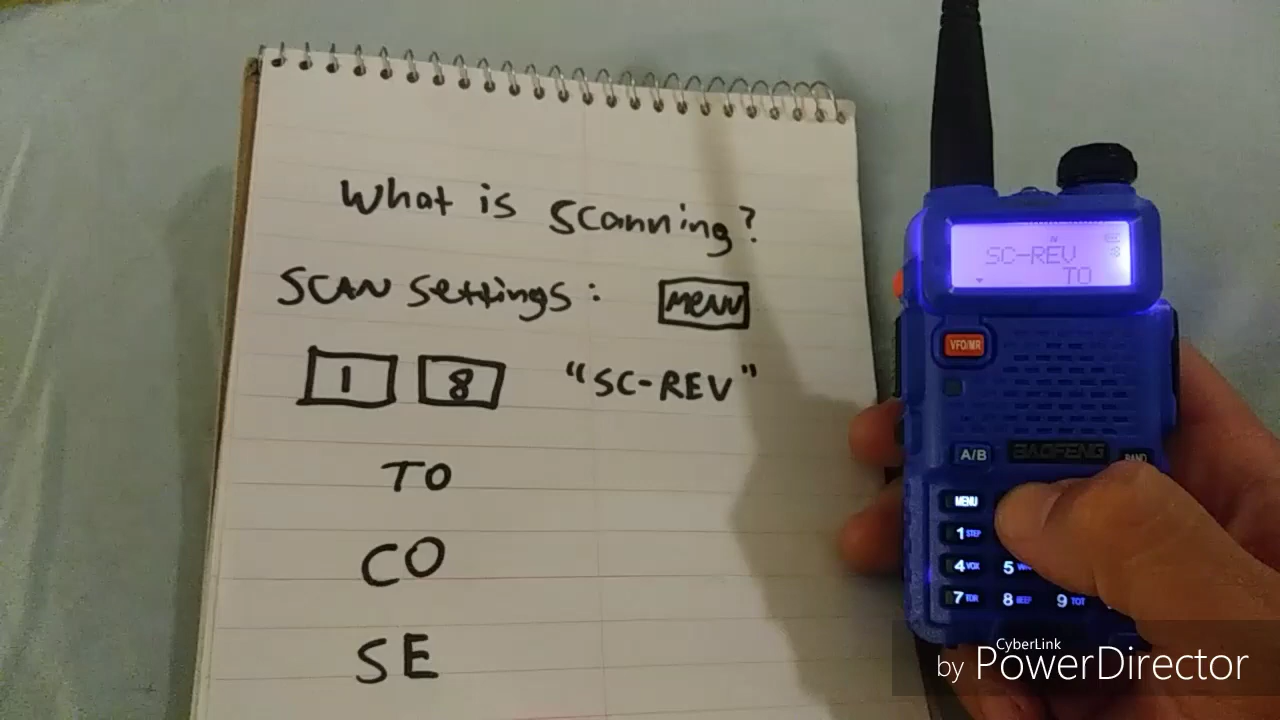 What is Scanning?
SCAN settings: MENU
1 8 "SC-REV"
TO
CO
SE
N
SC-REV
TO
VFO/MR
A/B BAOFENG BAND
MENU
1 STEP
4 VOX 5
7 TDR 8 BEEP 9 TOT
CyberLink
by PowerDirector